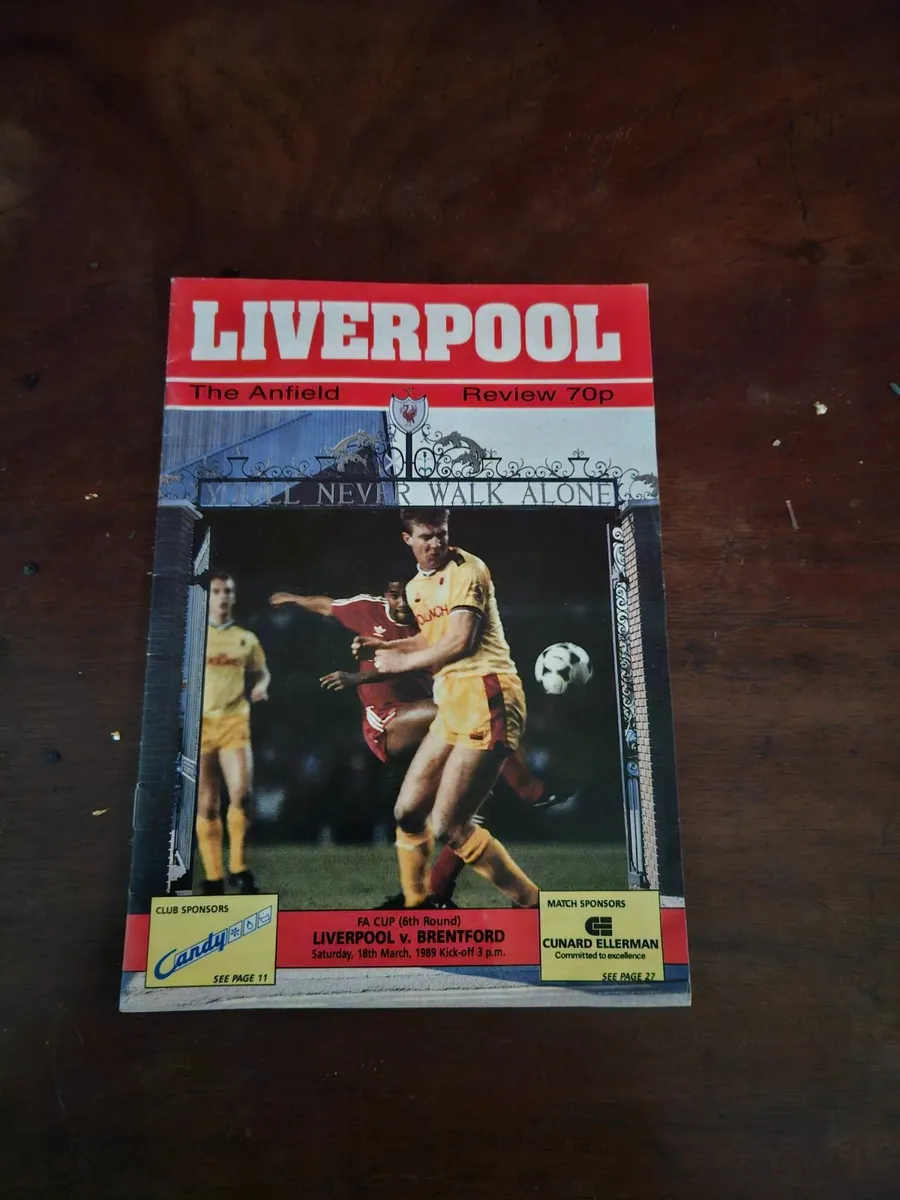 LIVERPOOL
The Anfield Review 70p
YOU'LL NEVER WALK ALONE
CLUB SPONSORS
Candy
SEE PAGE 11
FA CUP (6th Round)
LIVERPOOL v. BRENTFORD
Saturday, 18th March, 1989 Kick-off 3 p.m.
MATCH SPONSORS
CUNARD ELLERMAN
Committed to excellence
SEE PAGE 27